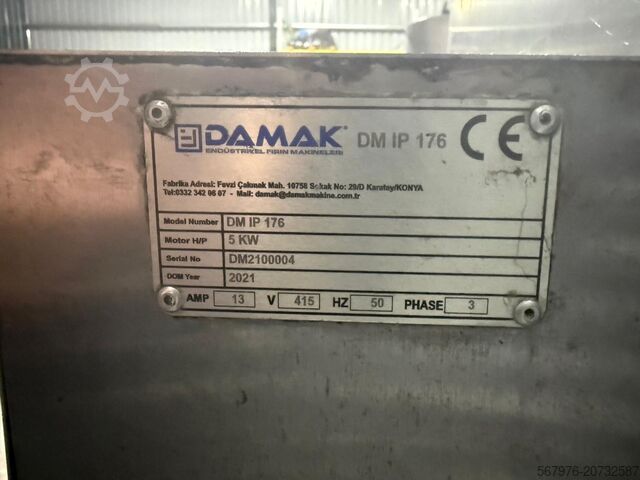 DAMAK® DM IP 176 CE
ENDÜSTRİYEL FIRIN MAKİNELERİ
Fabrika Adresi: Fevzi Çakmak Mah. 10758 Sokak No: 29/D Karatay/KONYA
Tel:0332 342 06 07 - Mail: damak@damakmakine.com.tr
Model Number DM IP 176
Motor H/P 5 KW
Serial No DM2100004
DOM Year 2021
AMP 13 V 415 HZ 50 PHASE 3
567976-20732587